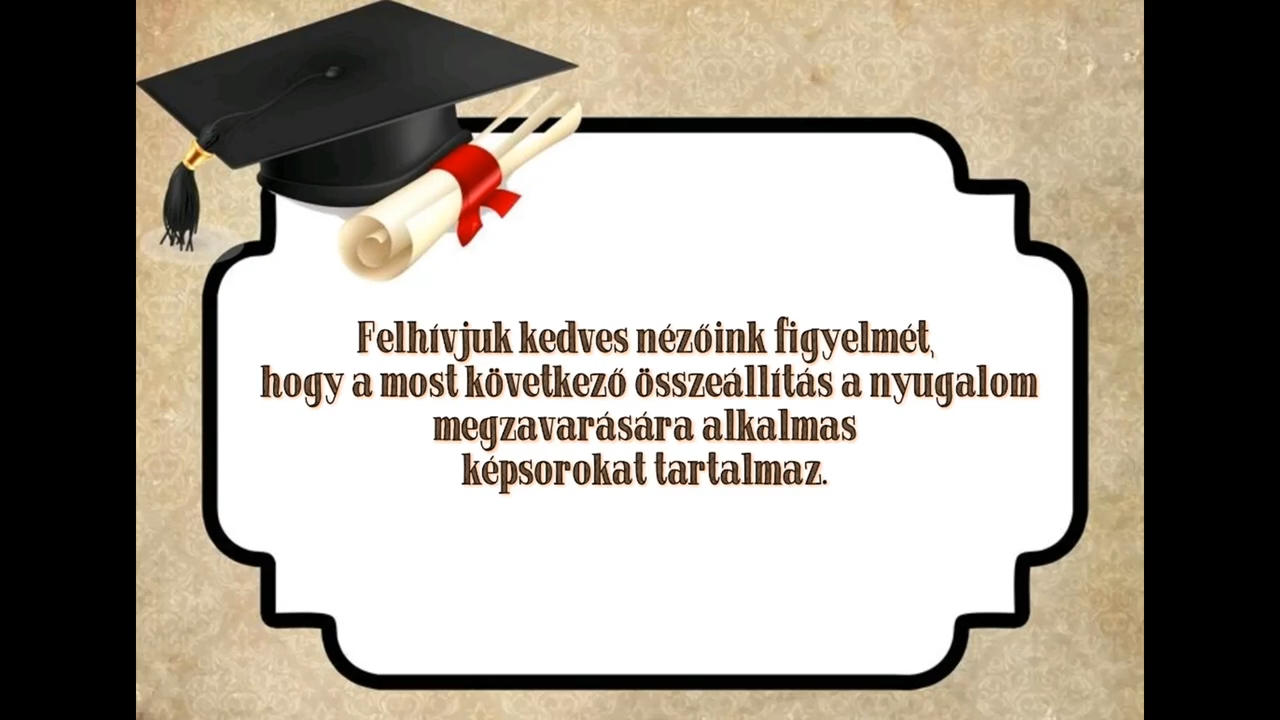 Felhívjuk kedves nézőink figyelmét,
hogy a most következő összeállítás a nyugalom
megzavarására alkalmas
képsorokat tartalmaz.